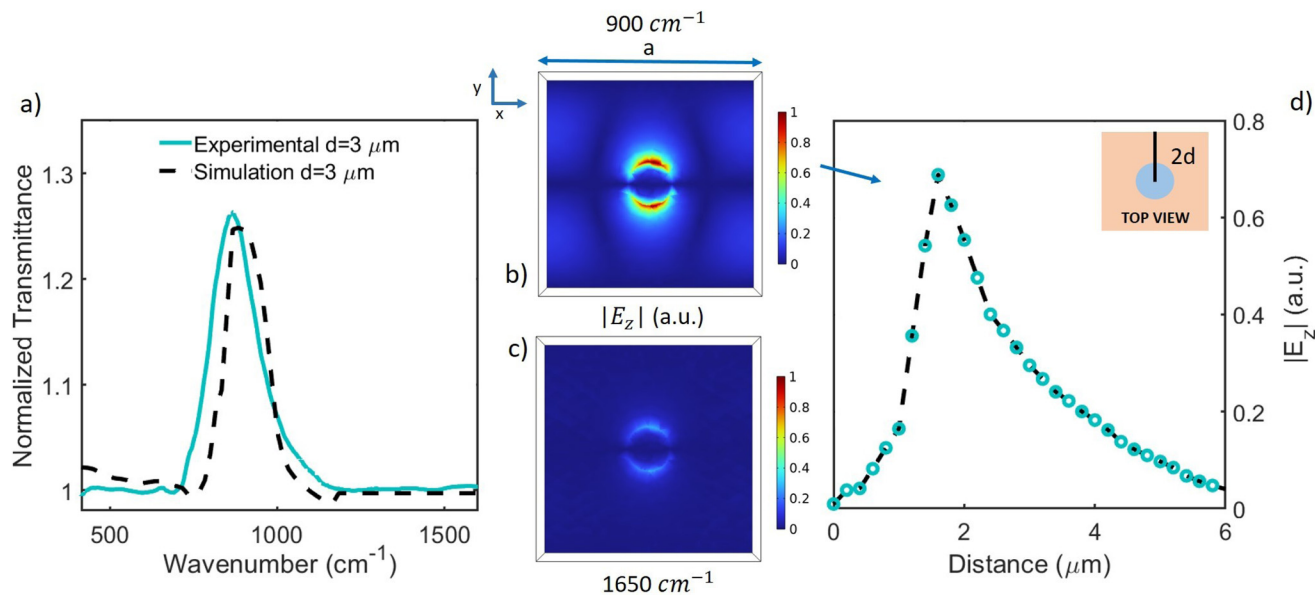 a)
Experimental d=3 μm
Simulation d=3 μm
1.3
1.2
1.1
1
500
1000
1500
Normalized Transmittance
Wavenumber (cm⁻¹)
900 cm⁻¹
a
y
x
1
0.8
0.6
0.4
0.2
0
b)
|E_z| (a.u.)
c)
1
0.8
0.6
0.4
0.2
0
1650 cm⁻¹
d)
2d
TOP VIEW
0.8
0.6
0.4
0.2
0
|E_z| (a.u.)
0
2
4
6
Distance (μm)